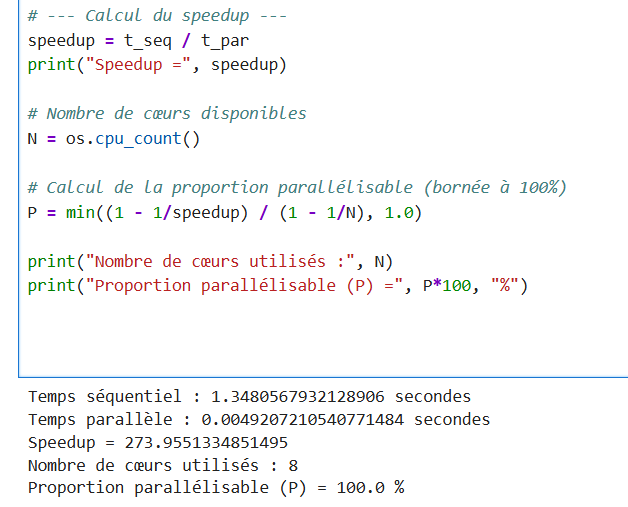 # --- Calcul du speedup ---
speedup = t_seq / t_par
print("Speedup =", speedup)
# Nombre de cœurs disponibles
N = os.cpu_count()
# Calcul de la proportion parallélisable (bornée à 100%)
P = min((1 - 1/speedup) / (1 - 1/N), 1.0)
print("Nombre de cœurs utilisés :", N)
print("Proportion parallélisable (P) =", P*100, "%")
Temps séquentiel : 1.3480567932128906 secondes
Temps parallèle : 0.0049207210540771484 secondes
Speedup = 273.9551334851495
Nombre de cœurs utilisés : 8
Proportion parallélisable (P) = 100.0 %